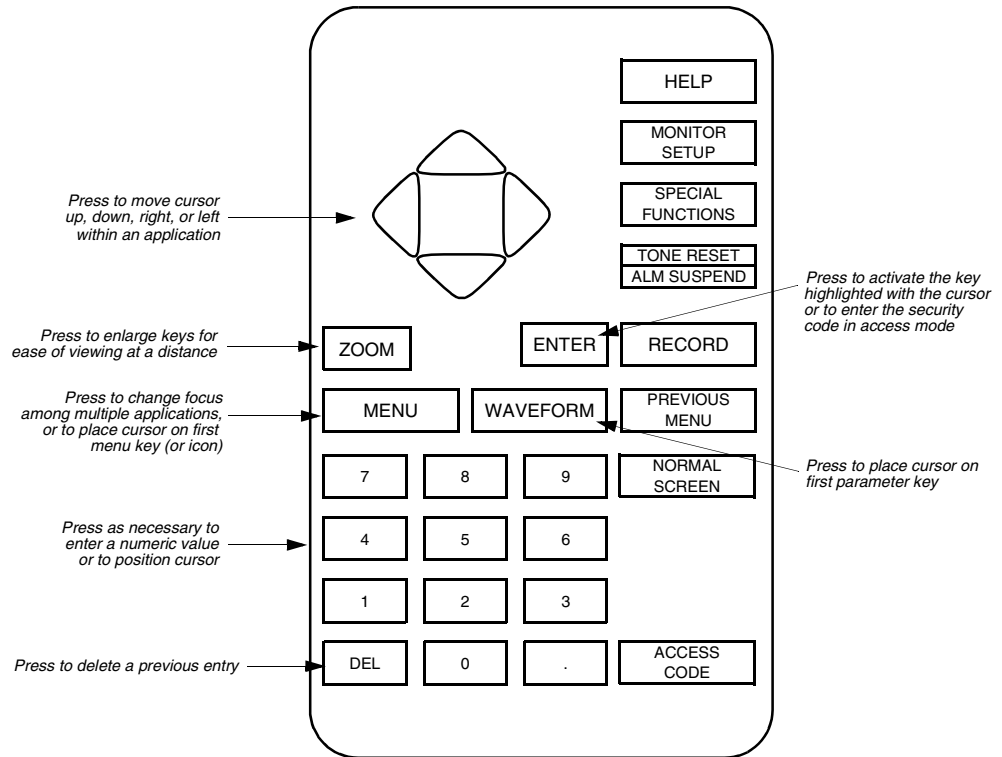 HELP
MONITOR
SETUP
SPECIAL
FUNCTIONS
TONE RESET
ALM SUSPEND
Press to move cursor
up, down, right, or left
within an application
Press to activate the key
highlighted with the cursor
or to enter the security
code in access mode
Press to enlarge keys for
ease of viewing at a distance
ZOOM
ENTER
RECORD
Press to change focus
among multiple applications,
or to place cursor on first
menu key (or icon)
MENU
WAVEFORM
PREVIOUS
MENU
7
8
9
NORMAL
SCREEN
Press to place cursor on
first parameter key
Press as necessary to
enter a numeric value
or to position cursor
4
5
6
1
2
3
Press to delete a previous entry
DEL
0
.
ACCESS
CODE